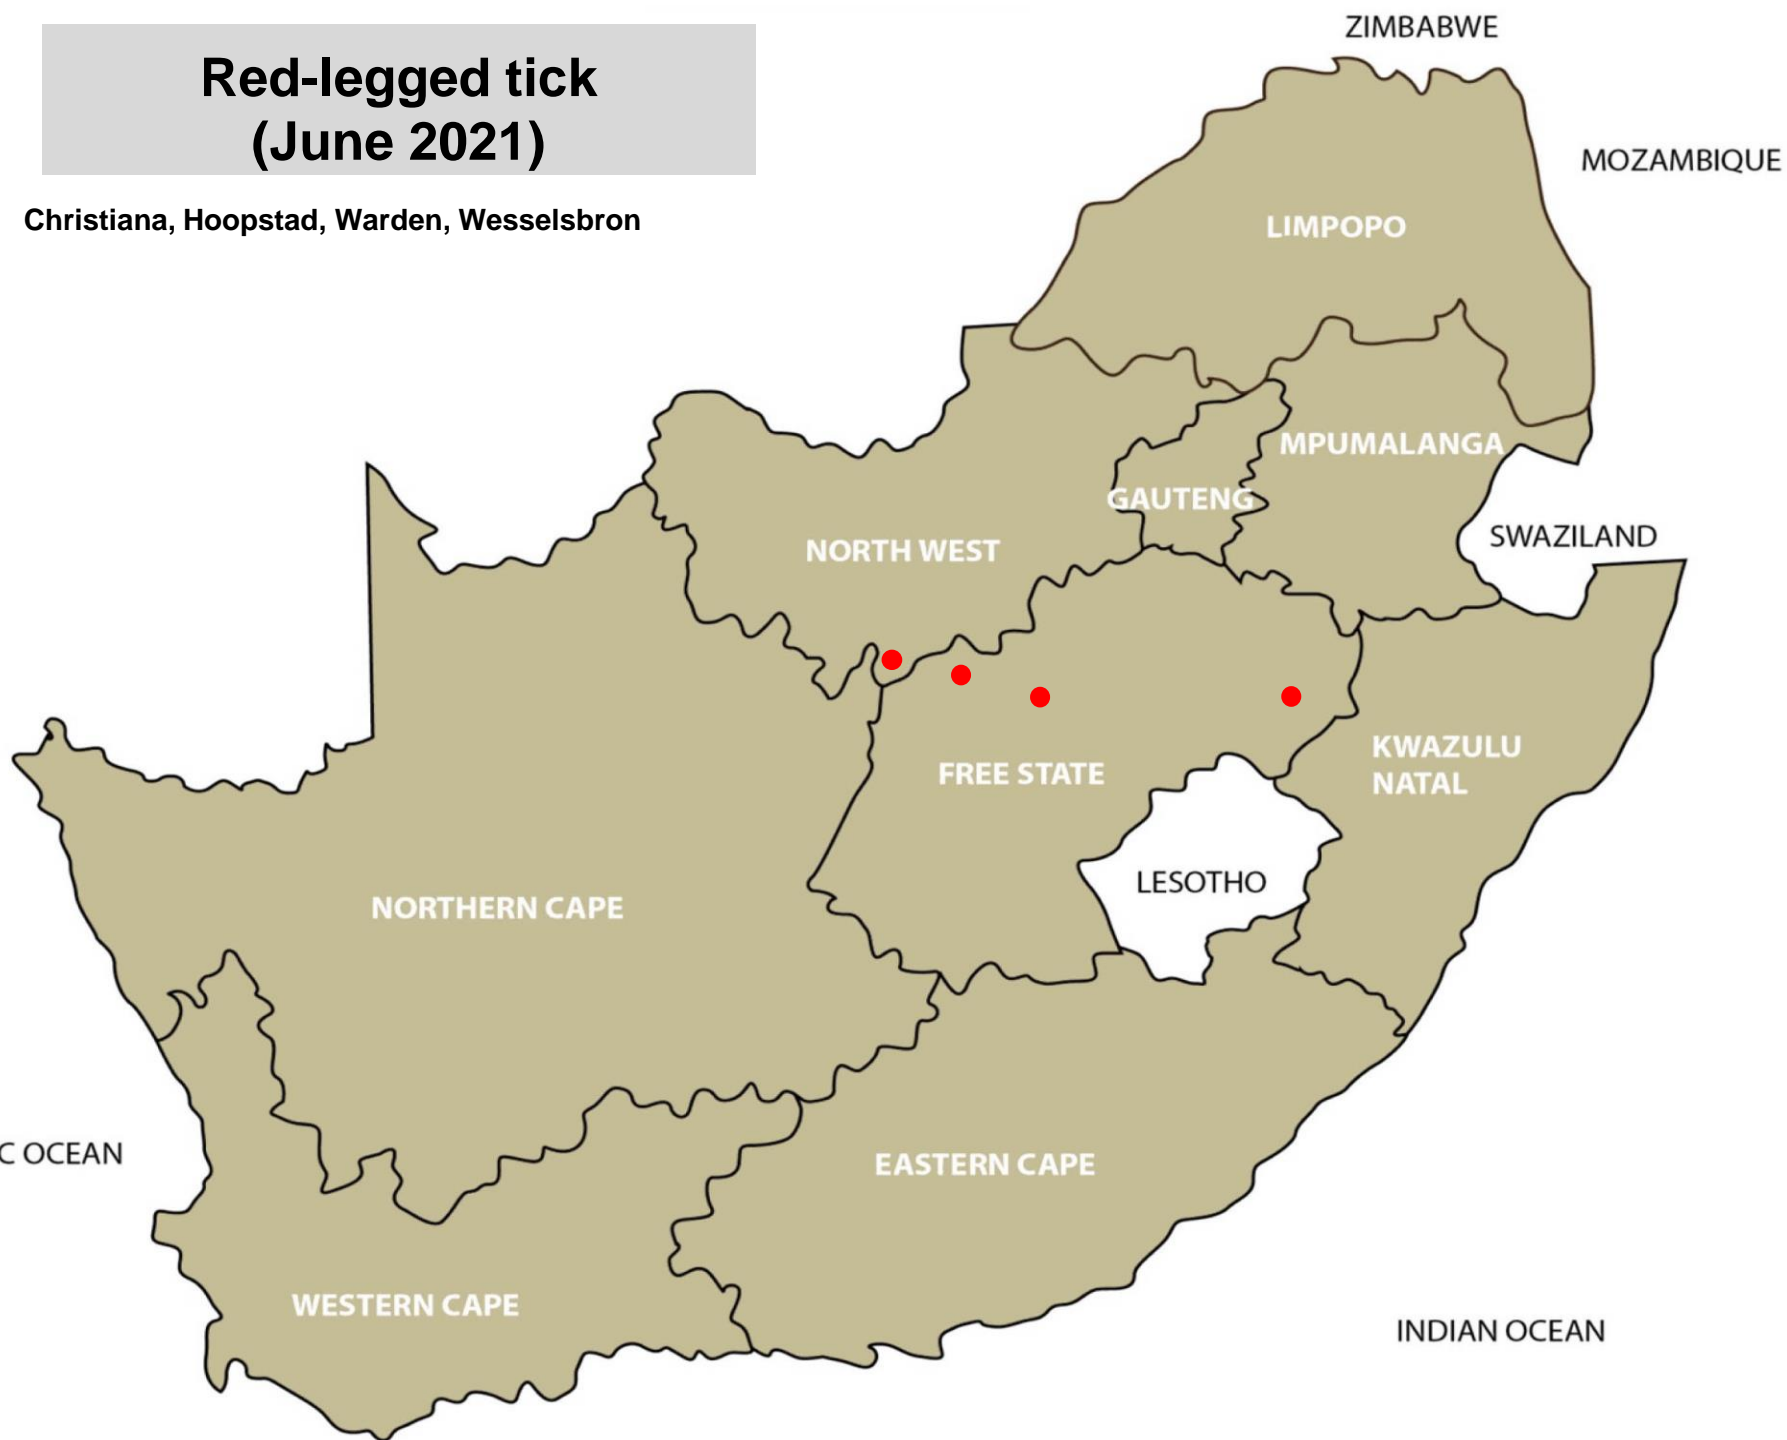 Red-legged tick
(June 2021)
Christiana, Hoopstad, Warden, Wesselsbron
ZIMBABWE
MOZAMBIQUE
LIMPOPO
MPUMALANGA
GAUTENG
SWAZILAND
NORTH WEST
KWAZULU
NATAL
FREE STATE
LESOTHO
NORTHERN CAPE
C OCEAN
EASTERN CAPE
WESTERN CAPE
INDIAN OCEAN